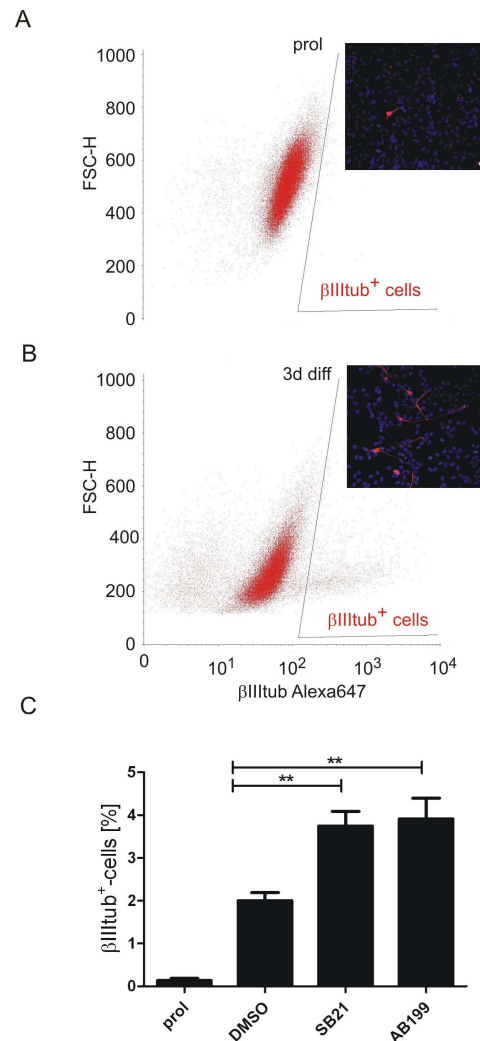 A
prol
1000
800
600
400
200
0
FSC-H
βIIItub+ cells
B
3d diff
1000
800
600
400
200
0
FSC-H
βIIItub+ cells
0 10¹ 10² 10³ 10⁴
βIIItub Alexa647
C
**
**
5
4
3
2
1
0
βIIItub+-cells [%]
prol DMSO SB21 AB199